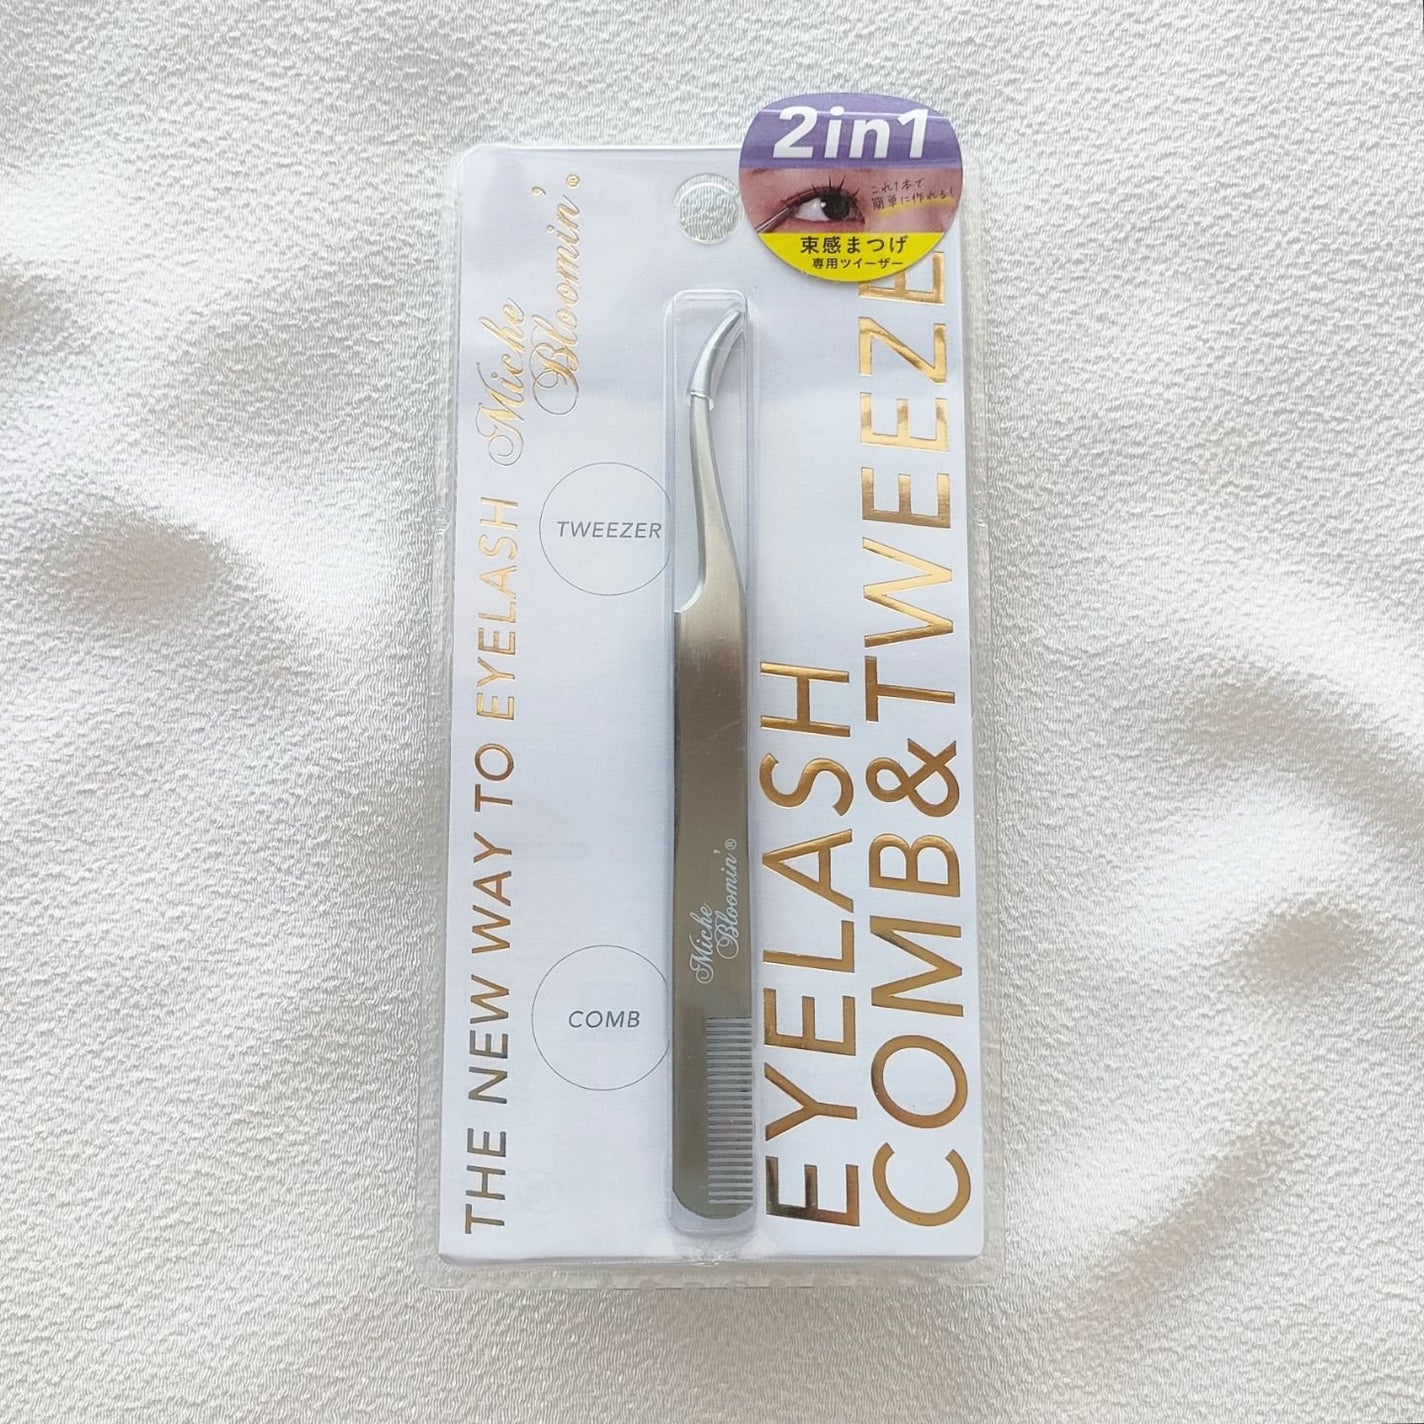 2in1
これ1本で
簡単に作れる!
束感まつげ
専用ツイーザー
Miche
Bloomin'®
THE NEW WAY TO EYELASH
TWEEZER
COMB
Miche
Bloomin'®
EYELASH
COMB&TWEEZE